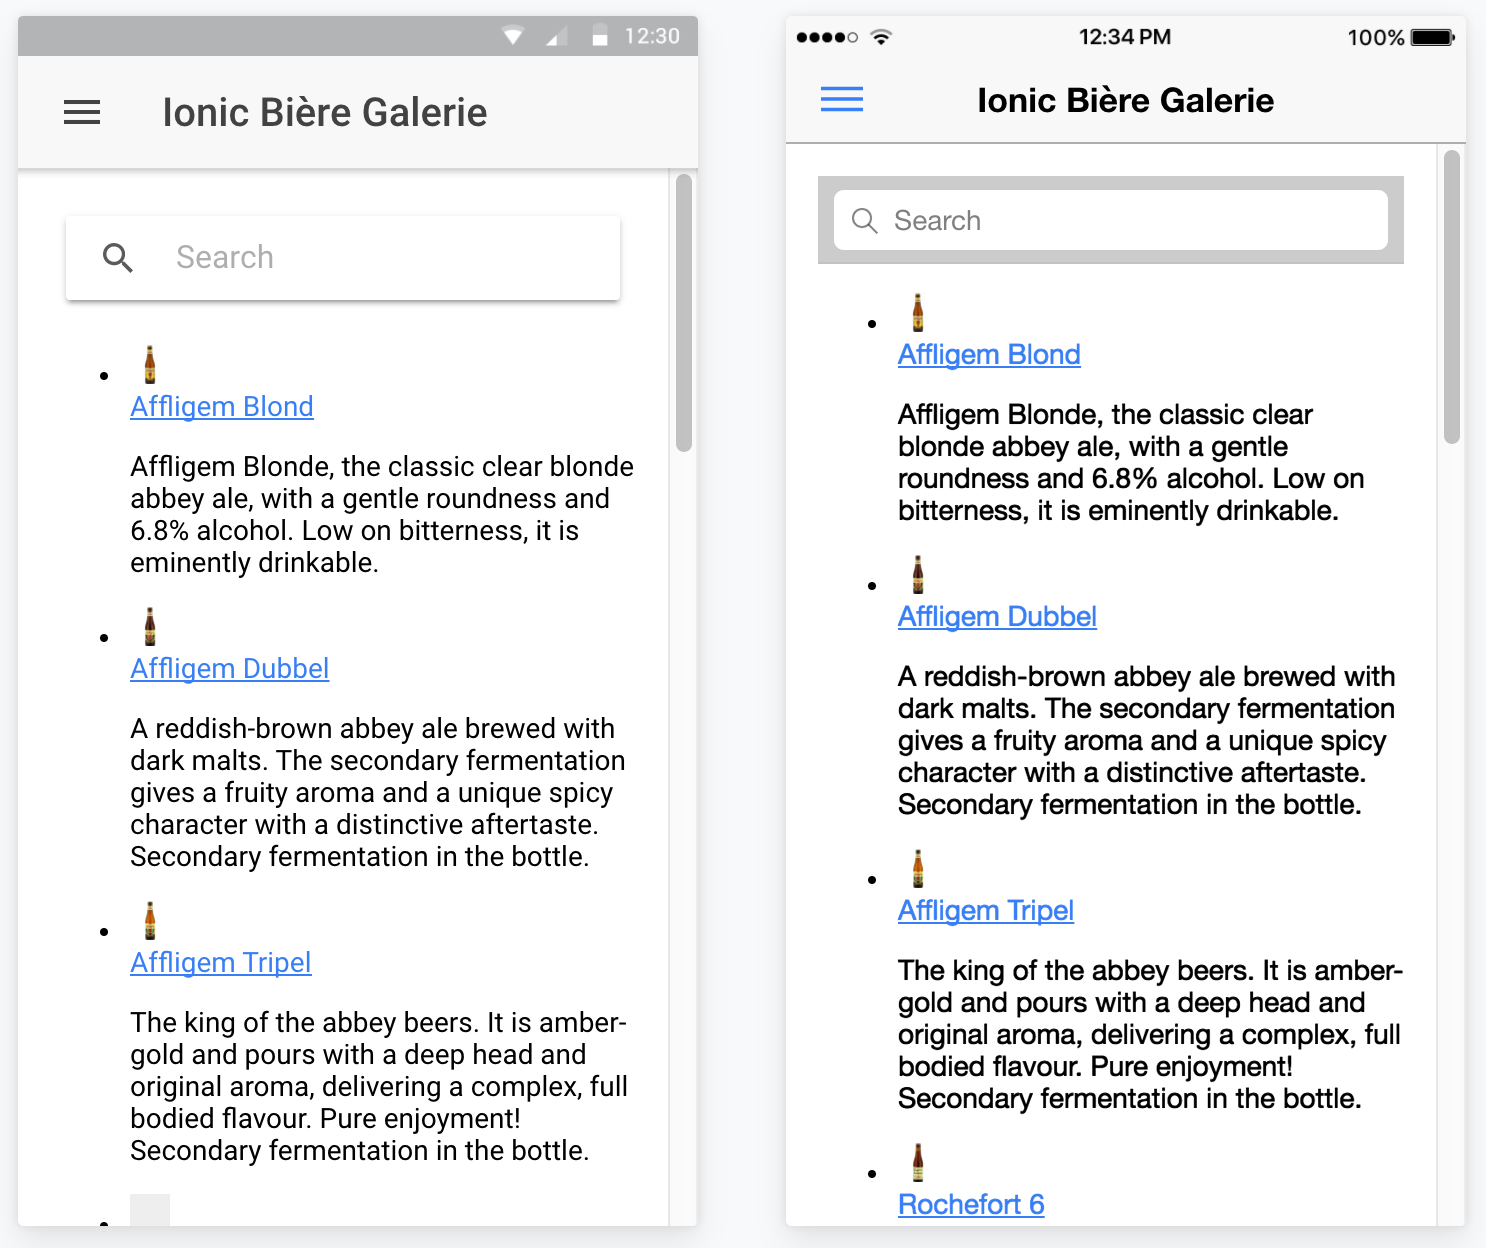 12:30
Ionic Bière Galerie
Search
Affligem Blond
Affligem Blonde, the classic clear blonde
abbey ale, with a gentle roundness and
6.8% alcohol. Low on bitterness, it is
eminently drinkable.
Affligem Dubbel
A reddish-brown abbey ale brewed with
dark malts. The secondary fermentation
gives a fruity aroma and a unique spicy
character with a distinctive aftertaste.
Secondary fermentation in the bottle.
Affligem Tripel
The king of the abbey beers. It is amber-
gold and pours with a deep head and
original aroma, delivering a complex, full
bodied flavour. Pure enjoyment!
Secondary fermentation in the bottle.
12:34 PM
100%
Ionic Bière Galerie
Search
Affligem Blond
Affligem Blonde, the classic clear
blonde abbey ale, with a gentle
roundness and 6.8% alcohol. Low on
bitterness, it is eminently drinkable.
Affligem Dubbel
A reddish-brown abbey ale brewed with
dark malts. The secondary fermentation
gives a fruity aroma and a unique spicy
character with a distinctive aftertaste.
Secondary fermentation in the bottle.
Affligem Tripel
The king of the abbey beers. It is amber-
gold and pours with a deep head and
original aroma, delivering a complex, full
bodied flavour. Pure enjoyment!
Secondary fermentation in the bottle.
Rochefort 6